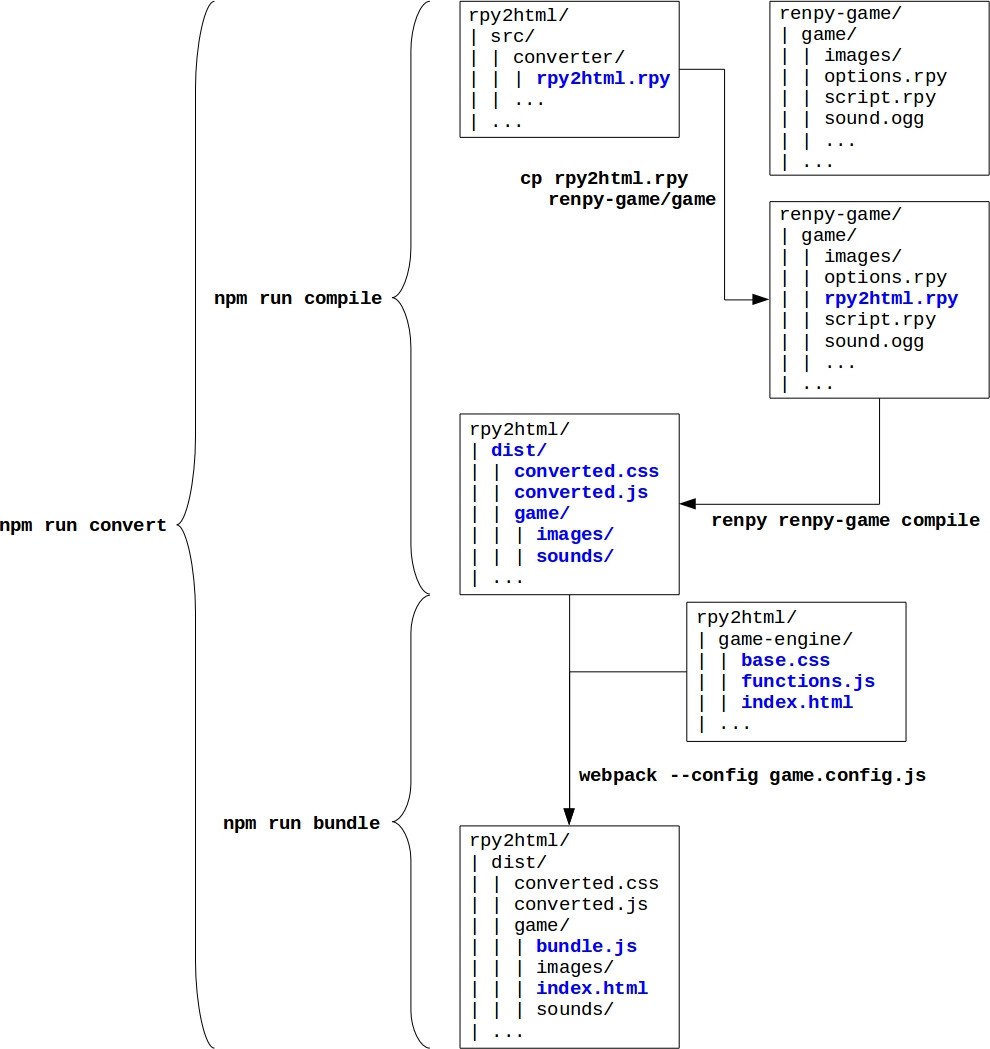 rpy2html/
| src/
| | converter/
| | | rpy2html.rpy
| | ...
| ...
renpy-game/
| game/
| | images/
| | options.rpy
| | script.rpy
| | sound.ogg
| | ...
| ...
cp rpy2html.rpy
renpy-game/game
renpy-game/
| game/
| | images/
| | options.rpy
| | rpy2html.rpy
| | script.rpy
| | sound.ogg
| | ...
| ...
npm run compile
rpy2html/
| dist/
| | converted.css
| | converted.js
| | game/
| | | images/
| | | sounds/
| ...
renpy renpy-game compile
npm run convert
rpy2html/
| game-engine/
| | base.css
| | functions.js
| | index.html
| ...
webpack --config game.config.js
npm run bundle
rpy2html/
| dist/
| | converted.css
| | converted.js
| | game/
| | | bundle.js
| | | images/
| | | index.html
| | | sounds/
| ...